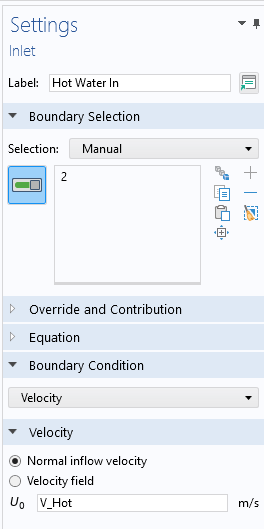 Settings
Inlet
Label: Hot Water In
Boundary Selection
Selection: Manual
2
Override and Contribution
Equation
Boundary Condition
Velocity
Velocity
Normal inflow velocity
Velocity field
U₀ V_Hot m/s